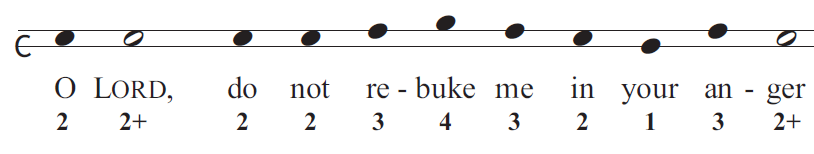 O LORD, do not re - buke me in your an - ger
2 2+ 2 2 3 4 3 2 1 3 2+